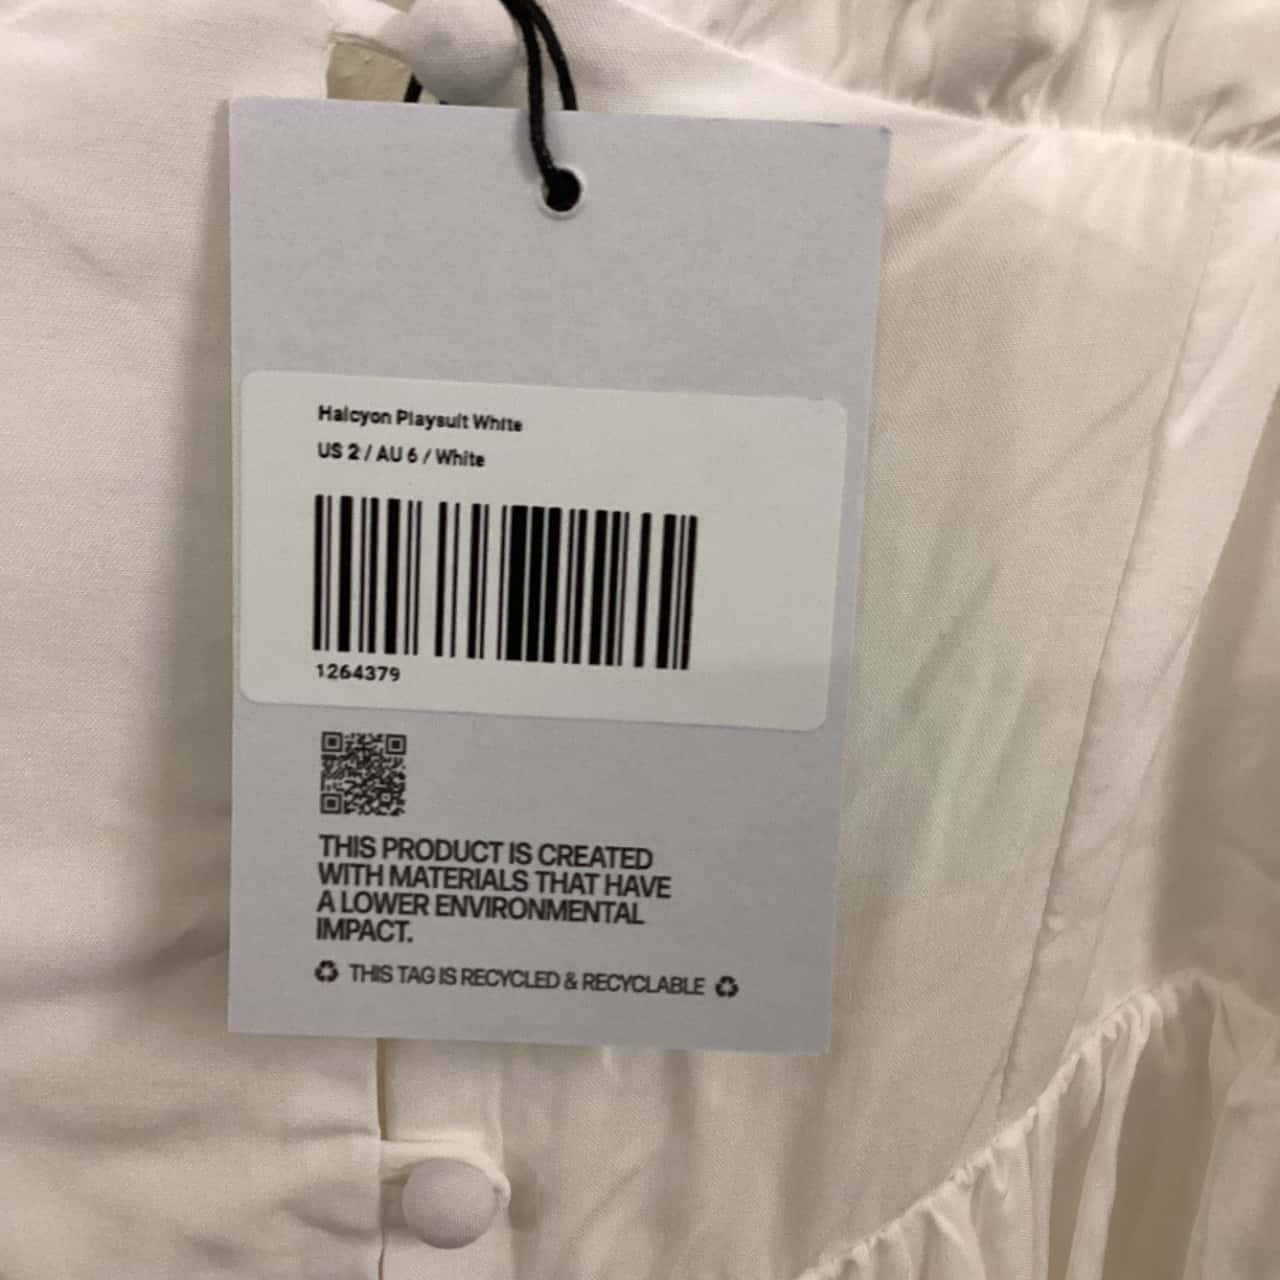 Halcyon Playsuit White
US 2 / AU 6 / White
1264379
THIS PRODUCT IS CREATED
WITH MATERIALS THAT HAVE
A LOWER ENVIRONMENTAL
IMPACT.
THIS TAG IS RECYCLED & RECYCLABLE